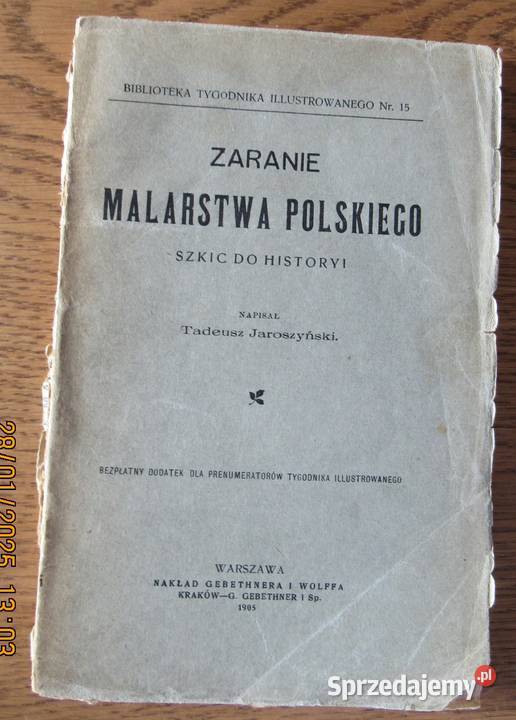 BIBLIOTEKA TYGODNIKA ILLUSTROWANEGO Nr. 15
ZARANIE
MALARSTWA POLSKIEGO
SZKIC DO HISTORYI
NAPISAŁ
Tadeusz Jaroszyński.
BEZPŁATNY DODATEK DLA PRENUMERATORÓW TYGODNIKA ILLUSTROWANEGO
WARSZAWA
NAKŁAD GEBETHNERA I WOLFFA
KRAKÓW—G. GEBETHNER I Sp.
1905
28/01/2025 13:03
Sprzedajemy.pl